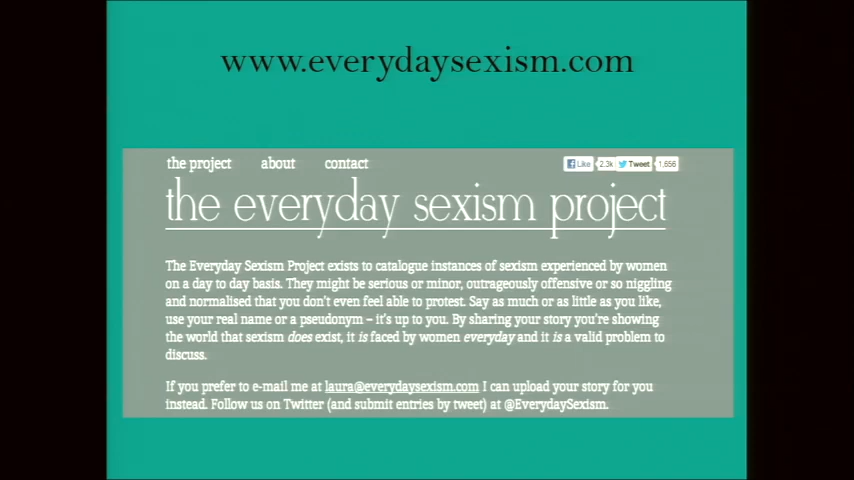 www.everydaysexism.com
the project about contact Like 2.3k Tweet 1,656
the everyday sexism project
The Everyday Sexism Project exists to catalogue instances of sexism experienced by women
on a day to day basis. They might be serious or minor, outrageously offensive or so niggling
and normalised that you don't even feel able to protest. Say as much or as little as you like,
use your real name or a pseudonym – it's up to you. By sharing your story you're showing
the world that sexism does exist, it is faced by women everyday and it is a valid problem to
discuss.
If you prefer to e-mail me at laura@everydaysexism.com I can upload your story for you
instead. Follow us on Twitter (and submit entries by tweet) at @EverydaySexism.